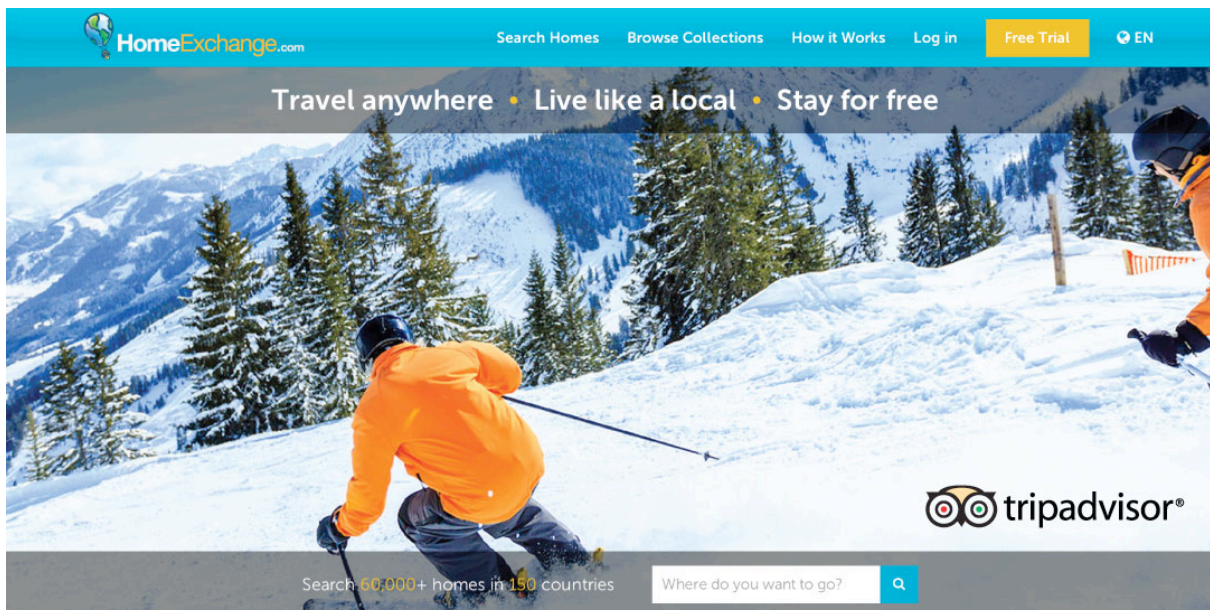 HomeExchange.com
Search Homes Browse Collections How it Works Log in Free Trial EN
Travel anywhere • Live like a local • Stay for free
tripadvisor®
Search 60,000+ homes in 150 countries Where do you want to go?